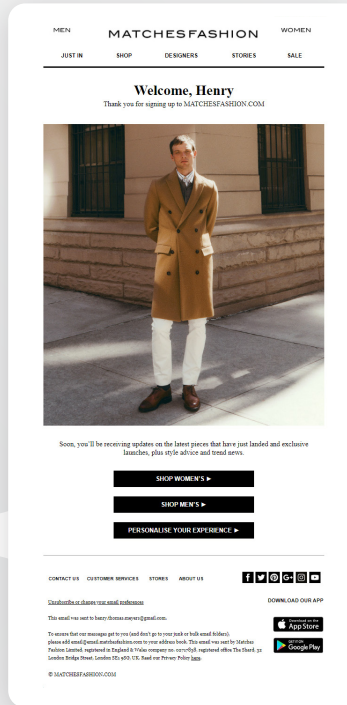 MEN
MATCHESFASHION
WOMEN
JUST IN SHOP DESIGNERS STORIES SALE
Welcome, Henry
Thank you for signing up to MATCHESFASHION.COM
Soon, you'll be receiving updates on the latest pieces that have just landed and exclusive
launches, plus style advice and trend news.
SHOP WOMEN'S ►
SHOP MEN'S ►
PERSONALISE YOUR EXPERIENCE ►
CONTACT US CUSTOMER SERVICES STORES ABOUT US
DOWNLOAD OUR APP
Unsubscribe or change your email preferences
This email was sent to henry.thomas.mayers@gmail.com.
Download on the
App Store
GET IT ON
Google Play
To ensure that our messages get to you (and don't go to your junk or bulk email folders),
please add email@email.matchesfashion.com to your address book. This email was sent by Matches
Fashion Limited, registered in England & Wales company no. registered office The Shard, 32
London Bridge Street, London SE1 9SG, UK. Read our Privacy Policy here.
© MATCHESFASHION.COM